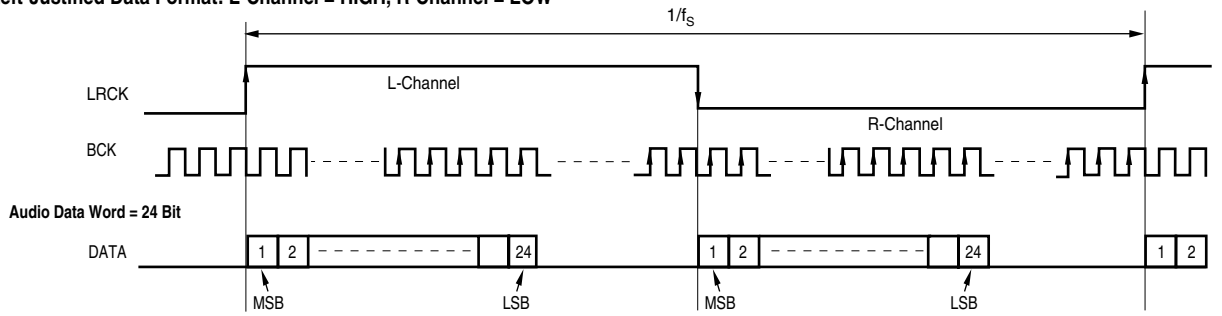 eft-Justified Data Format: L-Channel = HIGH, R-Channel = LOW
1/fS
LRCK
L-Channel
R-Channel
BCK
Audio Data Word = 24 Bit
DATA
1 2 24 1 2 24 1 2
MSB LSB MSB LSB